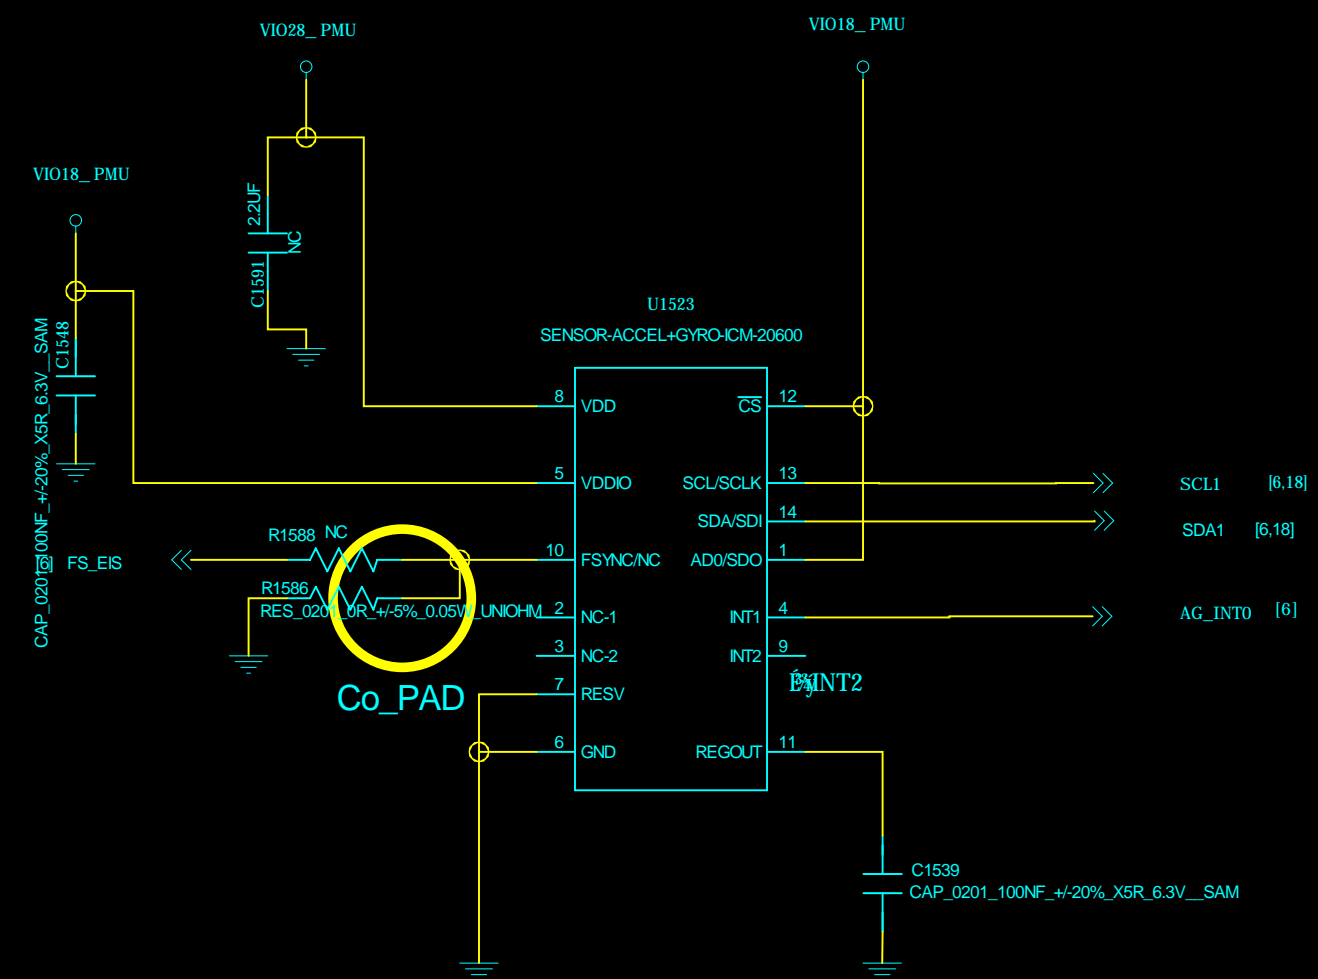 VIO28_ PMU
VIO18_ PMU
VIO18_ PMU
2.2UF
NC
C1591
C1548
CAP_0201_100NF_+/-20%_X5R_6.3V__SAM
U1523
SENSOR-ACCEL+GYRO-ICM-20600
8 VDD
CS 12
5 VDDIO
SCL/SCLK 13
SCL1 [6,18]
SDA/SDI 14
SDA1 [6,18]
R1588 NC
[6] FS_EIS
10 FSYNC/NC
AD0/SDO 1
R1586
RES_0201_0R_+/-5%_0.05W_UNIOHM
2 NC-1
INT1 4
AG_INT0 [6]
3 NC-2
INT2 9
7 RESV
INT2
Co_PAD
6 GND
REGOUT 11
C1539
CAP_0201_100NF_+/-20%_X5R_6.3V__SAM